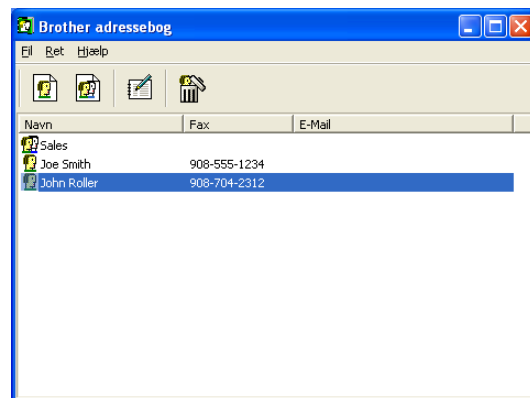 Brother adressebog
Fil Ret Hjælp
Navn Fax E-Mail
Sales
Joe Smith 908-555-1234
John Roller 908-704-2312